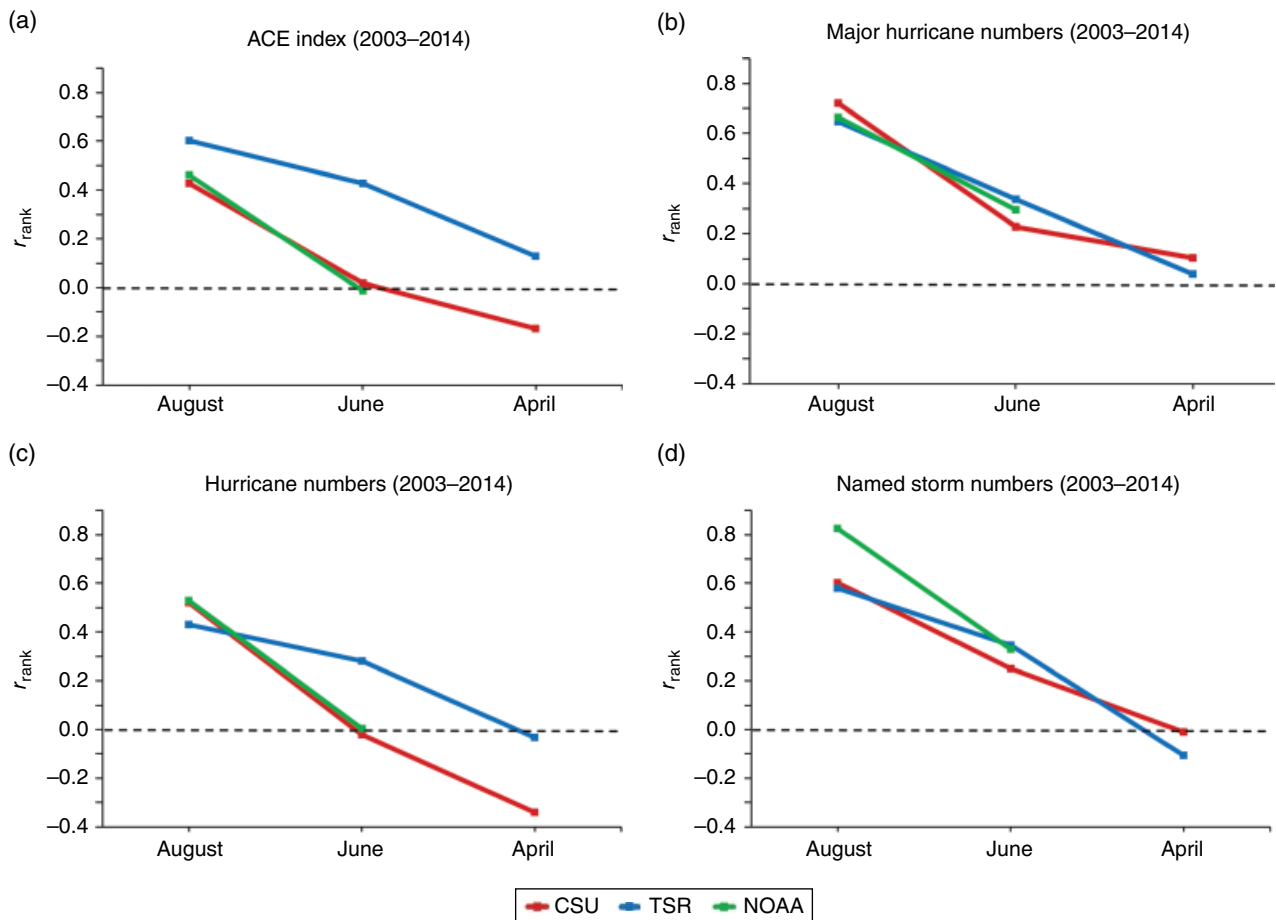 (a)
ACE index (2003–2014)
0.8
0.6
0.4
0.2
0.0
–0.2
–0.4
r rank
August June April
(b)
Major hurricane numbers (2003–2014)
0.8
0.6
0.4
0.2
0.0
–0.2
–0.4
r rank
August June April
(c)
Hurricane numbers (2003–2014)
0.8
0.6
0.4
0.2
0.0
–0.2
–0.4
r rank
August June April
(d)
Named storm numbers (2003–2014)
0.8
0.6
0.4
0.2
0.0
–0.2
–0.4
r rank
August June April
CSU TSR NOAA